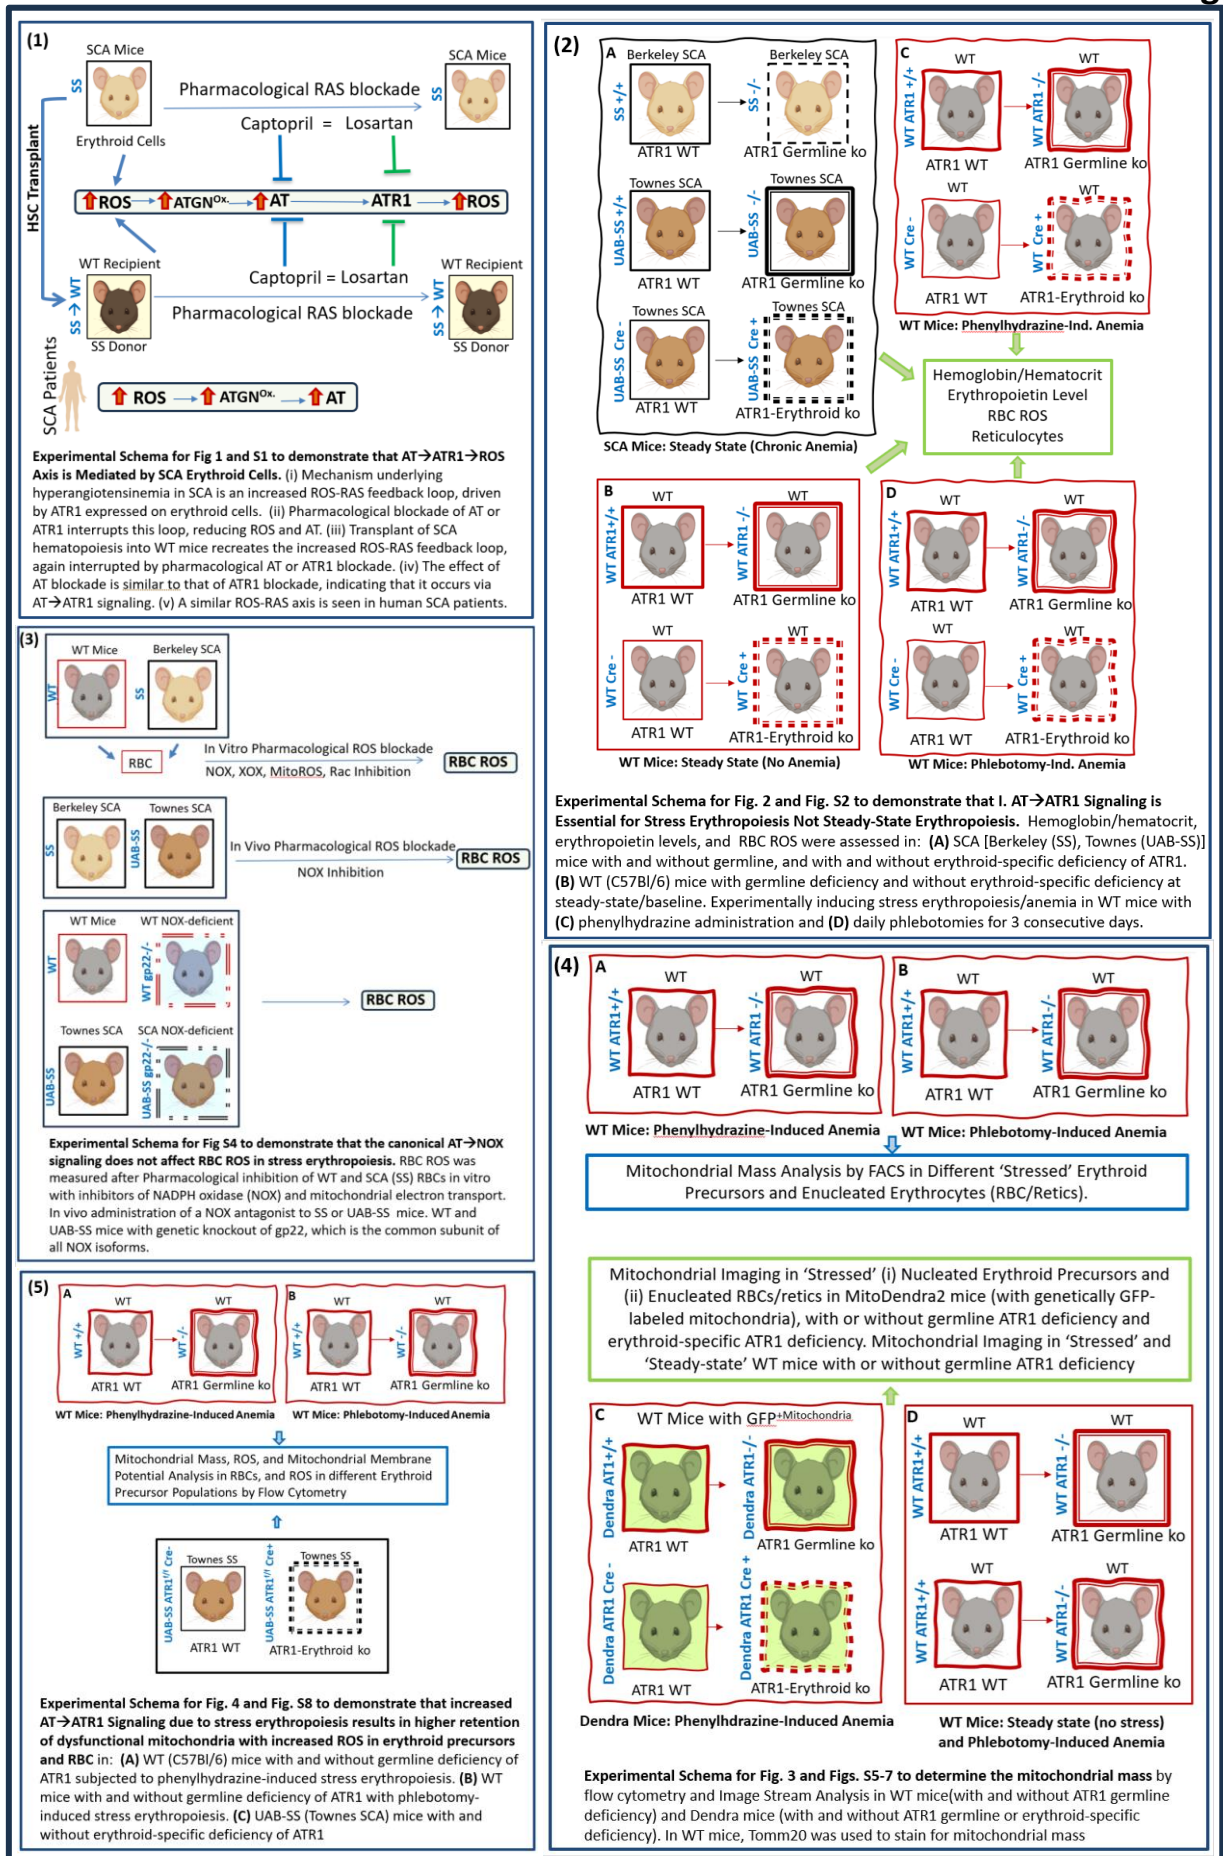 g
(1)
SCA Mice
SCA Mice
SS
SS
Pharmacological RAS blockade
Captopril = Losartan
Erythroid Cells
HSC Transplant
ROS
ATGNOx.
AT
ATR1
ROS
WT Recipient
Captopril = Losartan
WT Recipient
SS → WT
SS → WT
Pharmacological RAS blockade
SS Donor
SS Donor
SCA Patients
ROS
ATGNOx.
AT
Experimental Schema for Fig 1 and S1 to demonstrate that AT→ATR1→ROS
Axis is Mediated by SCA Erythroid Cells. (i) Mechanism underlying
hyperangiotensinemia in SCA is an increased ROS-RAS feedback loop, driven
by ATR1 expressed on erythroid cells. (ii) Pharmacological blockade of AT or
ATR1 interrupts this loop, reducing ROS and AT. (iii) Transplant of SCA
hematopoiesis into WT mice recreates the increased ROS-RAS feedback loop,
again interrupted by pharmacological AT or ATR1 blockade. (iv) The effect of
AT blockade is similar to that of ATR1 blockade, indicating that it occurs via
AT→ATR1 signaling. (v) A similar ROS-RAS axis is seen in human SCA patients.
(2)
A
Berkeley SCA
Berkeley SCA
SS +/+
SS -/-
ATR1 WT
ATR1 Germline ko
Townes SCA
Townes SCA
UAB-SS +/+
UAB-SS -/-
ATR1 WT
ATR1 Germline ko
Townes SCA
Townes SCA
UAB-SS Cre -
UAB-SS Cre +
ATR1 WT
ATR1-Erythroid ko
SCA Mice: Steady State (Chronic Anemia)
C
WT
WT
WT ATR1 +/+
WT ATR1 -/-
ATR1 WT
ATR1 Germline ko
WT
WT
WT Cre -
WT Cre +
ATR1 WT
ATR1-Erythroid ko
WT Mice: Phenylhydrazine-Ind. Anemia
Hemoglobin/Hematocrit
Erythropoietin Level
RBC ROS
Reticulocytes
B
WT
WT
WT ATR1+/+
WT ATR1 -/-
ATR1 WT
ATR1 Germline ko
WT
WT
WT Cre -
WT Cre +
ATR1 WT
ATR1-Erythroid ko
WT Mice: Steady State (No Anemia)
D
WT
WT
WT ATR1+/+
WT ATR1-/-
ATR1 WT
ATR1 Germline ko
WT
WT
WT Cre -
WT Cre +
ATR1 WT
ATR1-Erythroid ko
WT Mice: Phlebotomy-Ind. Anemia
Experimental Schema for Fig. 2 and Fig. S2 to demonstrate that I. AT→ATR1 Signaling is
Essential for Stress Erythropoiesis Not Steady-State Erythropoiesis. Hemoglobin/hematocrit,
erythropoietin levels, and RBC ROS were assessed in: (A) SCA [Berkeley (SS), Townes (UAB-SS)]
mice with and without germline, and with and without erythroid-specific deficiency of ATR1.
(B) WT (C57Bl/6) mice with germline deficiency and without erythroid-specific deficiency at
steady-state/baseline. Experimentally inducing stress erythropoiesis/anemia in WT mice with
(C) phenylhydrazine administration and (D) daily phlebotomies for 3 consecutive days.
(3)
WT Mice
Berkeley SCA
WT
SS
RBC
In Vitro Pharmacological ROS blockade
NOX, XOX, MitoROS, Rac Inhibition
RBC ROS
Berkeley SCA
Townes SCA
SS
UAB-SS
In Vivo Pharmacological ROS blockade
NOX Inhibition
RBC ROS
WT Mice
WT NOX-deficient
WT
WT gp22-/-
RBC ROS
Townes SCA
SCA NOX-deficient
UAB-SS
UAB-SS gp22-/-
Experimental Schema for Fig S4 to demonstrate that the canonical AT→NOX
signaling does not affect RBC ROS in stress erythropoiesis. RBC ROS was
measured after Pharmacological inhibition of WT and SCA (SS) RBCs in vitro
with inhibitors of NADPH oxidase (NOX) and mitochondrial electron transport.
In vivo administration of a NOX antagonist to SS or UAB-SS mice. WT and
UAB-SS mice with genetic knockout of gp22, which is the common subunit of
all NOX isoforms.
(4)
A
WT
WT
WT ATR1+/+
WT ATR1 -/-
ATR1 WT
ATR1 Germline ko
WT Mice: Phenylhydrazine-Induced Anemia
B
WT
WT
WT ATR1+/+
WT ATR1-/-
ATR1 WT
ATR1 Germline ko
WT Mice: Phlebotomy-Induced Anemia
Mitochondrial Mass Analysis by FACS in Different ‘Stressed’ Erythroid
Precursors and Enucleated Erythrocytes (RBC/Retics).
Mitochondrial Imaging in ‘Stressed’ (i) Nucleated Erythroid Precursors and
(ii) Enucleated RBCs/retics in MitoDendra2 mice (with genetically GFP-
labeled mitochondria), with or without germline ATR1 deficiency and
erythroid-specific ATR1 deficiency. Mitochondrial Imaging in ‘Stressed’ and
‘Steady-state’ WT mice with or without germline ATR1 deficiency
C
WT Mice with GFP+Mitochondria
Dendra AT1+/+
Dendra ATR1-/-
ATR1 WT
ATR1 Germline ko
Dendra ATR1 Cre -
Dendra ATR1 Cre +
ATR1 WT
ATR1-Erythroid ko
Dendra Mice: Phenylhdrazine-Induced Anemia
D
WT
WT
WT ATR1+/+
WT ATR1 -/-
ATR1 WT
ATR1 Germline ko
WT
WT
WT ATR1+/+
WT ATR1-/-
ATR1 WT
ATR1 Germline ko
WT Mice: Steady state (no stress)
and Phlebotomy-Induced Anemia
Experimental Schema for Fig. 3 and Figs. S5-7 to determine the mitochondrial mass by
flow cytometry and Image Stream Analysis in WT mice(with and without ATR1 germline
deficiency) and Dendra mice (with and without ATR1 germline or erythroid-specific
deficiency). In WT mice, Tomm20 was used to stain for mitochondrial mass
(5)
A
WT
WT
WT +/+
WT -/-
ATR1 WT
ATR1 Germline ko
WT Mice: Phenylhydrazine-Induced Anemia
B
WT
WT
WT +/+
WT -/-
ATR1 WT
ATR1 Germline ko
WT Mice: Phlebotomy-Induced Anemia
Mitochondrial Mass, ROS, and Mitochondrial Membrane
Potential Analysis in RBCs, and ROS in different Erythroid
Precursor Populations by Flow Cytometry
Townes SS
Townes SS
UAB-SS ATR1f/f Cre-
UAB-SS ATR1f/f Cre+
ATR1 WT
ATR1-Erythroid ko
Experimental Schema for Fig. 4 and Fig. S8 to demonstrate that increased
AT→ATR1 Signaling due to stress erythropoiesis results in higher retention
of dysfunctional mitochondria with increased ROS in erythroid precursors
and RBC in: (A) WT (C57Bl/6) mice with and without germline deficiency of
ATR1 subjected to phenylhydrazine-induced stress erythropoiesis. (B) WT
mice with and without germline deficiency of ATR1 with phlebotomy-
induced stress erythropoiesis. (C) UAB-SS (Townes SCA) mice with and
without erythroid-specific deficiency of ATR1